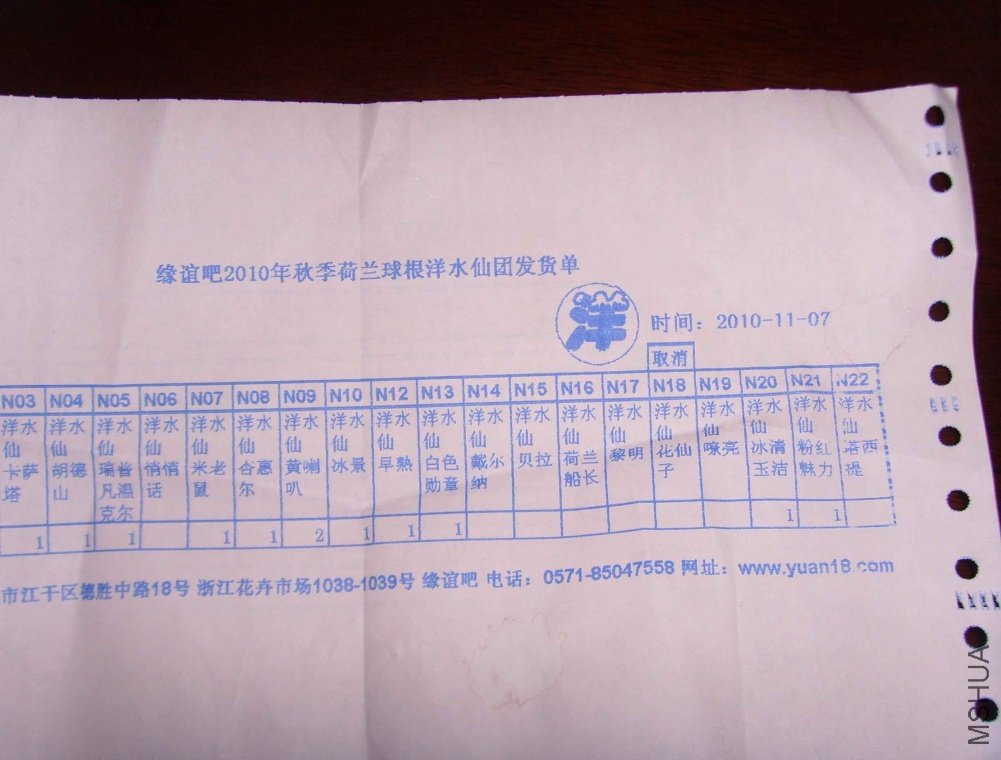 缘谊吧2010年秋季荷兰球根洋水仙团发货单
洋
时间：2010-11-07
取消
N03 N04 N05 N06 N07 N08 N09 N10 N12 N13 N14 N15 N16 N17 N18 N19 N20 N21 N22
洋水 洋水 洋水 洋水 洋水 洋水 洋水 洋水 洋水 洋水 洋水 洋水 洋水 洋水 洋水 洋水 洋水 洋水 洋水
仙 仙 仙 仙 仙 仙 仙 仙 仙 仙 仙 仙 仙 仙 仙 仙 仙 仙 仙
卡萨 胡德 瑞普 悄悄 米老 杏惠 黄喇 冰景 早熟 白色 戴尔 贝拉 荷兰 黎明 花仙 嘹亮 冰清 粉红 塔西
塔 山 凡温 话 鼠 尔 叭 勋章 纳 船长 子 玉洁 魅力 提
克尔
1 1 1 1 1 2 1 1 1 1 1
市江干区德胜中路18号 浙江花卉市场1038-1039号 缘谊吧 电话：0571-85047558 网址：www.yuan18.com
MSHUA